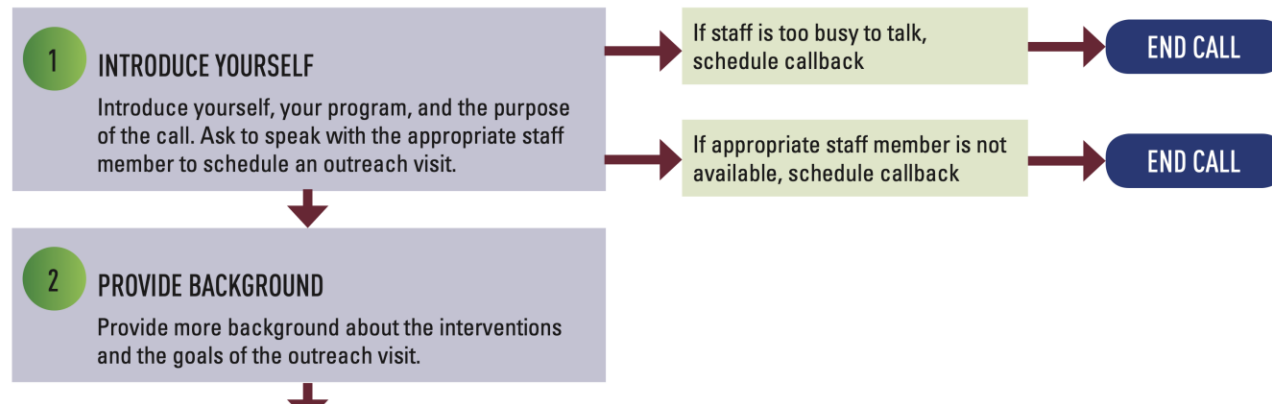 1
INTRODUCE YOURSELF
Introduce yourself, your program, and the purpose
of the call. Ask to speak with the appropriate staff
member to schedule an outreach visit.
If staff is too busy to talk,
schedule callback
END CALL
If appropriate staff member is not
available, schedule callback
END CALL
2
PROVIDE BACKGROUND
Provide more background about the interventions
and the goals of the outreach visit.